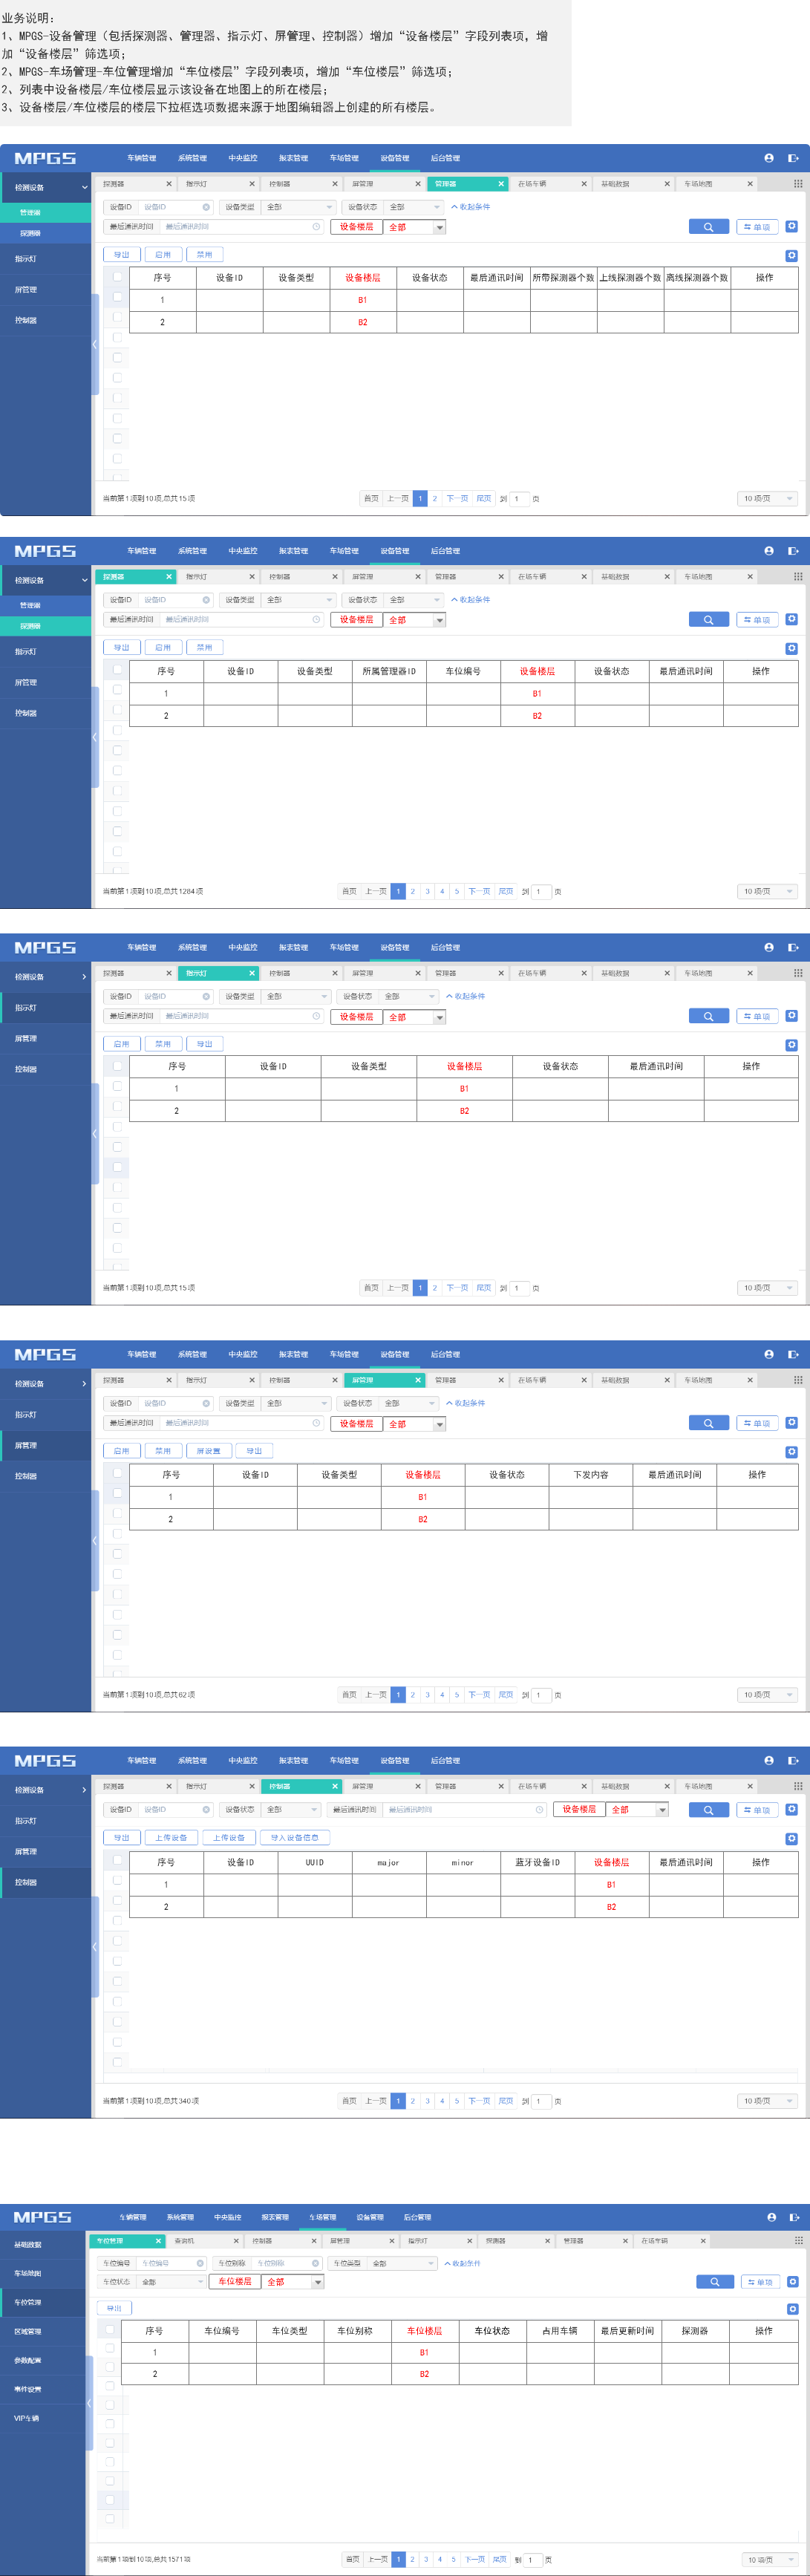 业务说明:
1、MPGS-设备管理（包括探测器、管理器、指示灯、屏管理、控制器）增加“设备楼层”字段列表项，增
加“设备楼层”筛选项；
2、MPGS-车场管理-车位管理增加“车位楼层”字段列表项，增加“车位楼层”筛选项；
2、列表中设备楼层/车位楼层显示该设备在地图上的所在楼层；
3、设备楼层/车位楼层的楼层下拉框选项数据来源于地图编辑器上创建的所有楼层。
MPGS 车辆管理 系统管理 中央监控 报表管理 车场管理 设备管理 后台管理
检测设备 探测器 指示灯 控制器 屏管理 管理器 在场车辆 基础数据 车场地图
管理器 设备ID 设备ID 设备类型 全部 设备状态 全部 收起条件
探测器 最后通讯时间 最后通讯时间 设备楼层 全部 单项
指示灯 导出 启用 禁用
序号 设备ID 设备类型 设备楼层 设备状态 最后通讯时间 所带探测器个数 上线探测器个数 离线探测器个数 操作
屏管理 1 B1
控制器 2 B2
当前第1项到10项,总共15项 首页 上一页 1 2 下一页 尾页 到 1 页 10 项/页
MPGS 车辆管理 系统管理 中央监控 报表管理 车场管理 设备管理 后台管理
检测设备 探测器 指示灯 控制器 屏管理 管理器 在场车辆 基础数据 车场地图
管理器 设备ID 设备ID 设备类型 全部 设备状态 全部 收起条件
探测器 最后通讯时间 最后通讯时间 设备楼层 全部 单项
指示灯 导出 启用 禁用
序号 设备ID 设备类型 所属管理器ID 车位编号 设备楼层 设备状态 最后通讯时间 操作
屏管理 1 B1
控制器 2 B2
当前第1项到10项,总共1284项 首页 上一页 1 2 3 4 5 下一页 尾页 到 1 页 10 项/页
MPGS 车辆管理 系统管理 中央监控 报表管理 车场管理 设备管理 后台管理
检测设备 探测器 指示灯 控制器 屏管理 管理器 在场车辆 基础数据 车场地图
设备ID 设备ID 设备类型 全部 设备状态 全部 收起条件
指示灯 最后通讯时间 最后通讯时间 设备楼层 全部 单项
屏管理 启用 禁用 导出
控制器 序号 设备ID 设备类型 设备楼层 设备状态 最后通讯时间 操作
1 B1
2 B2
当前第1项到10项,总共15项 首页 上一页 1 2 下一页 尾页 到 1 页 10 项/页
MPGS 车辆管理 系统管理 中央监控 报表管理 车场管理 设备管理 后台管理
检测设备 探测器 指示灯 控制器 屏管理 管理器 在场车辆 基础数据 车场地图
设备ID 设备ID 设备类型 全部 设备状态 全部 收起条件
指示灯 最后通讯时间 最后通讯时间 设备楼层 全部 单项
屏管理 启用 禁用 屏设置 导出
控制器 序号 设备ID 设备类型 设备楼层 设备状态 下发内容 最后通讯时间 操作
1 B1
2 B2
当前第1项到10项,总共62项 首页 上一页 1 2 3 4 5 下一页 尾页 到 1 页 10 项/页
MPGS 车辆管理 系统管理 中央监控 报表管理 车场管理 设备管理 后台管理
检测设备 探测器 指示灯 控制器 屏管理 管理器 在场车辆 基础数据 车场地图
设备ID 设备ID 设备状态 全部 最后通讯时间 最后通讯时间 设备楼层 全部 单项
指示灯
屏管理 导出 上传设备 上传设备 导入设备信息
序号 设备ID UUID major minor 蓝牙设备ID 设备楼层 最后通讯时间 操作
控制器 1 B1
2 B2
当前第1项到10项,总共340项 首页 上一页 1 2 3 4 5 下一页 尾页 到 1 页 10 项/页
MPGS 车辆管理 系统管理 中央监控 报表管理 车场管理 设备管理 后台管理
基础数据 车位管理 查询机 控制器 屏管理 指示灯 探测器 管理器 在场车辆
车位编号 车位编号 车位别称 车位别称 车位类型 全部 收起条件
车场地图 车位状态 全部 车位楼层 全部 单项
车位管理 导出
区域管理 序号 车位编号 车位类型 车位别称 车位楼层 车位状态 占用车辆 最后更新时间 探测器 操作
1 B1
参数配置 2 B2
事件设置
VIP车辆
当前第1项到10项,总共1571项 首页 上一页 1 2 3 4 5 下一页 尾页 到 1 页 10 项/页